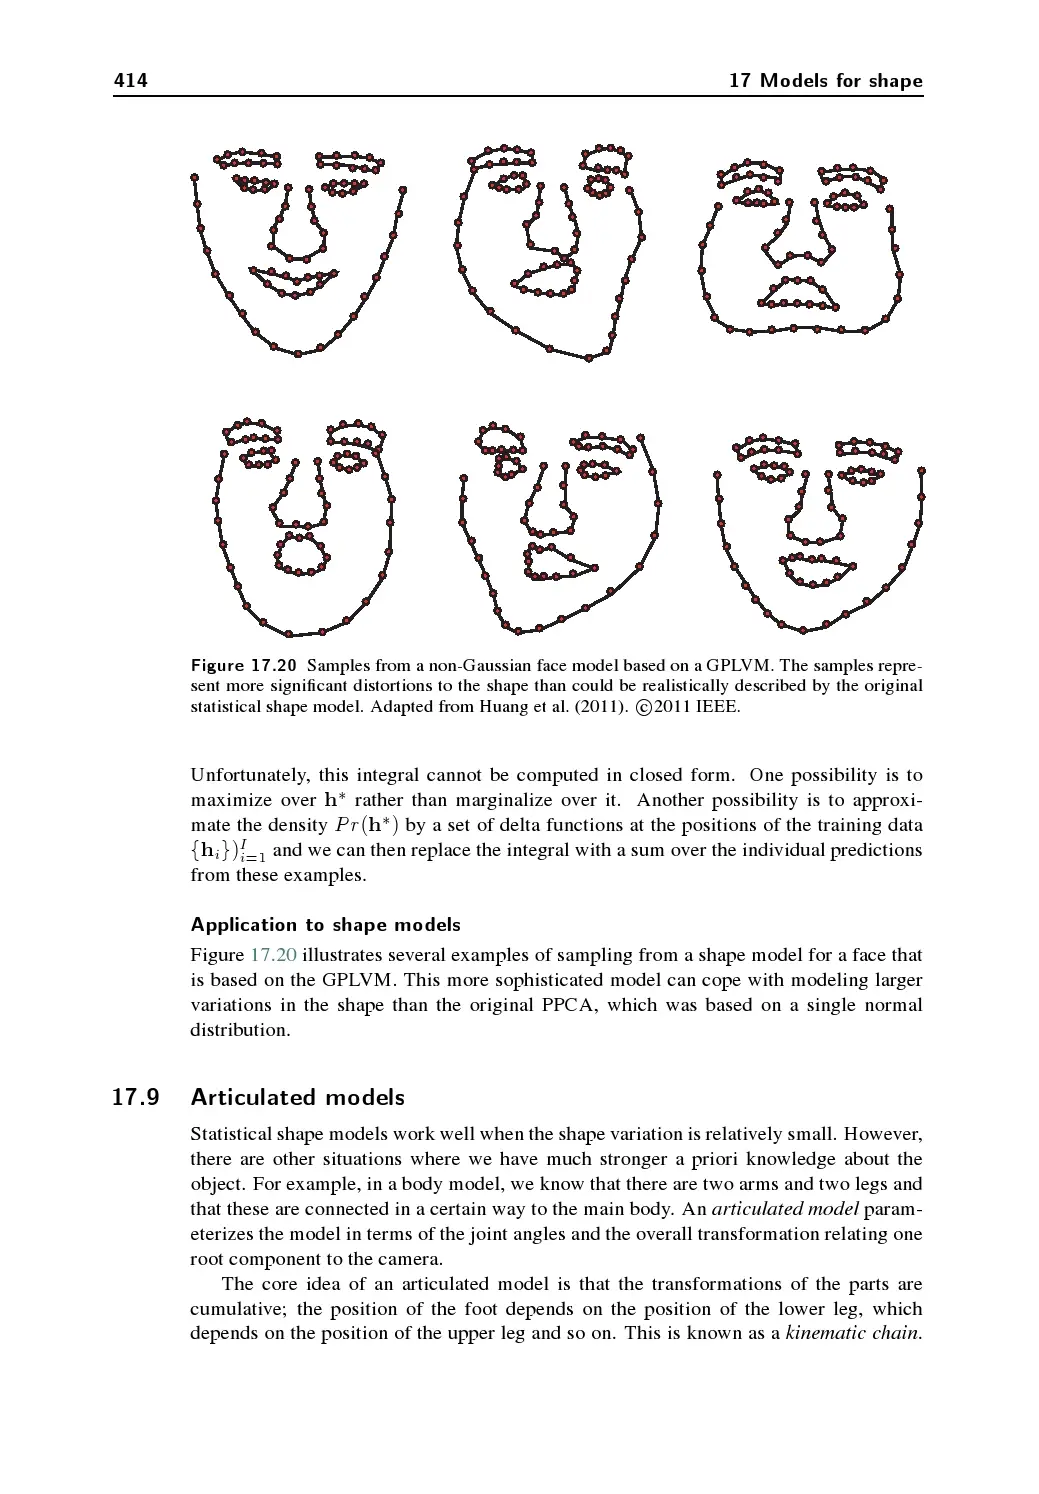 414
17 Models for shape
Figure 17.20 Samples from a non-Gaussian face model based on a GPLVM. The samples repre-
sent more significant distortions to the shape than could be realistically described by the original
statistical shape model. Adapted from Huang et al. (2011). ©2011 IEEE.
Unfortunately, this integral cannot be computed in closed form. One possibility is to
maximize over h* rather than marginalize over it. Another possibility is to approxi-
mate the density Pr(h*) by a set of delta functions at the positions of the training data
{h_i})_{i=1}^I and we can then replace the integral with a sum over the individual predictions
from these examples.
Application to shape models
Figure 17.20 illustrates several examples of sampling from a shape model for a face that
is based on the GPLVM. This more sophisticated model can cope with modeling larger
variations in the shape than the original PPCA, which was based on a single normal
distribution.
17.9 Articulated models
Statistical shape models work well when the shape variation is relatively small. However,
there are other situations where we have much stronger a priori knowledge about the
object. For example, in a body model, we know that there are two arms and two legs and
that these are connected in a certain way to the main body. An articulated model param-
eterizes the model in terms of the joint angles and the overall transformation relating one
root component to the camera.
The core idea of an articulated model is that the transformations of the parts are
cumulative; the position of the foot depends on the position of the lower leg, which
depends on the position of the upper leg and so on. This is known as a kinematic chain.